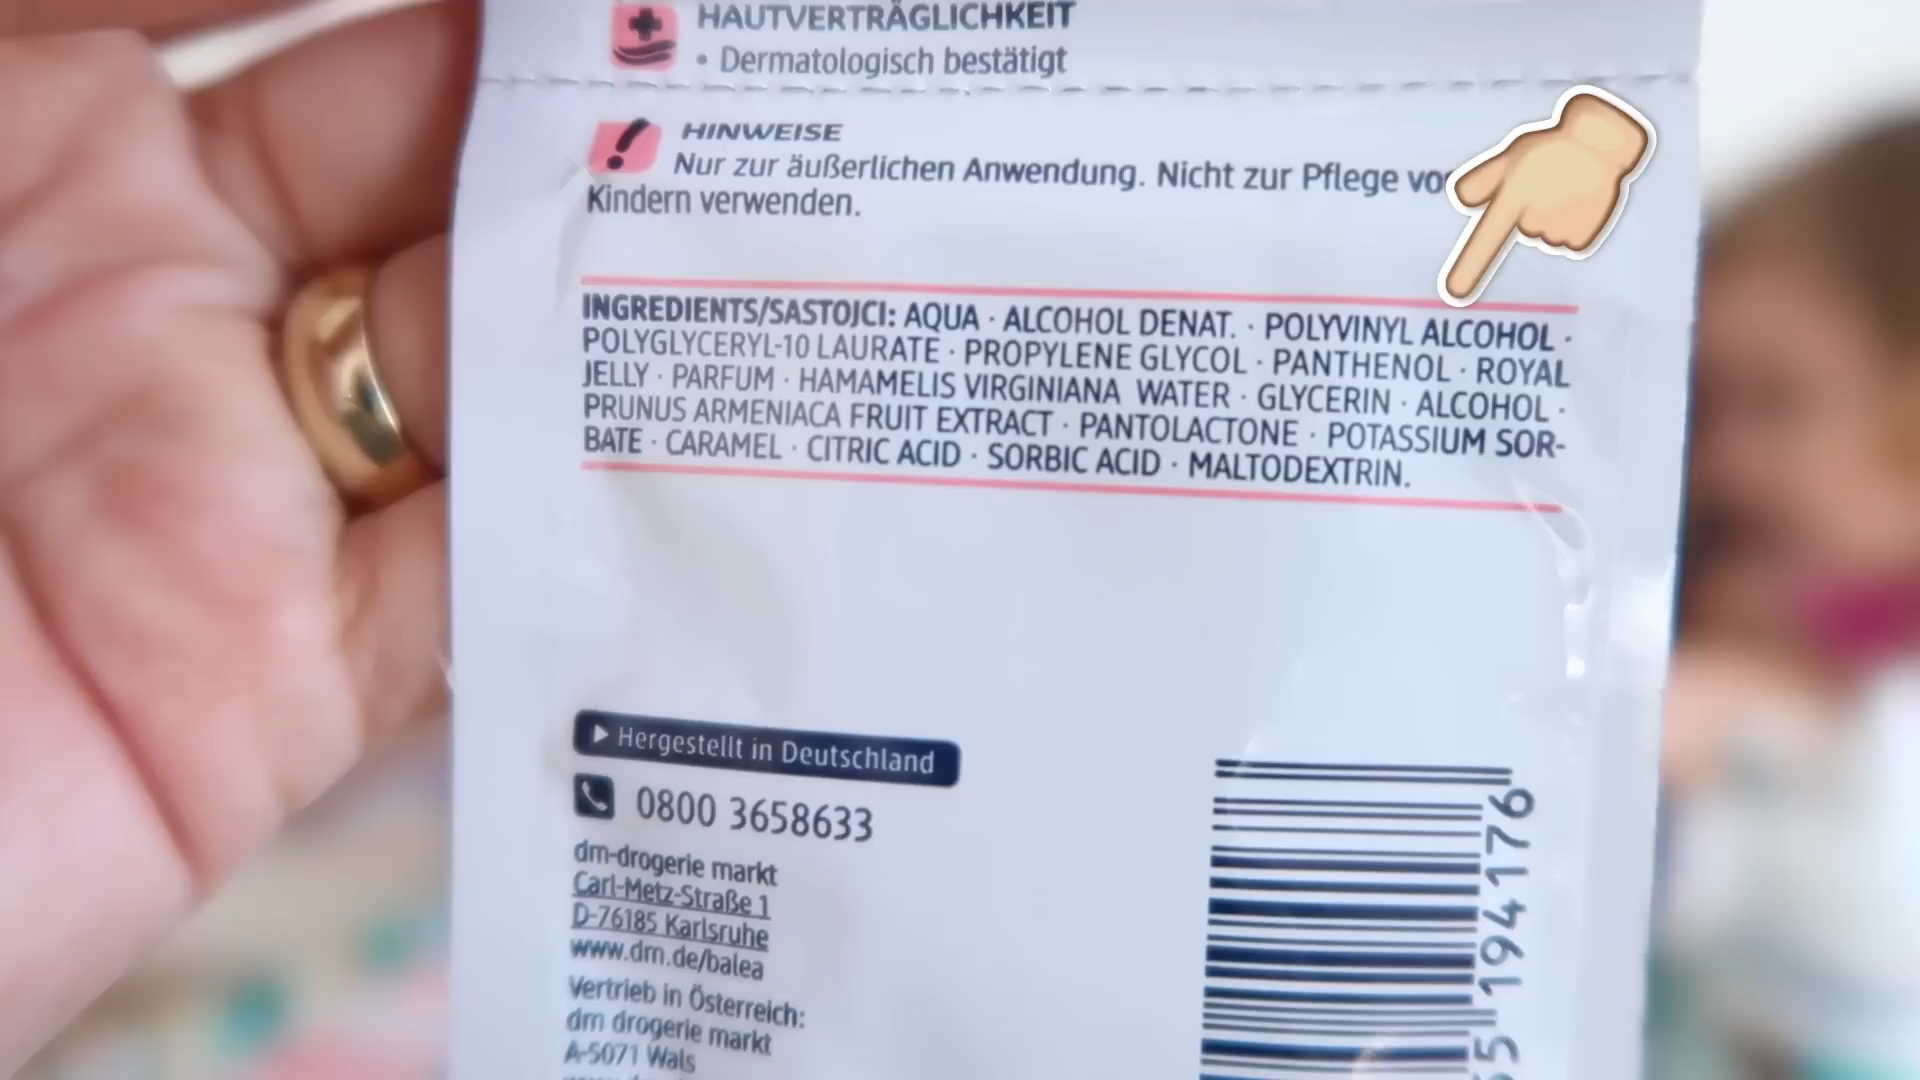 HAUTVERTRÄGLICHKEIT
• Dermatologisch bestätigt
HINWEISE
Nur zur äußerlichen Anwendung. Nicht zur Pflege
Kindern verwenden.
INGREDIENTS/SASTOJCI: AQUA · ALCOHOL DENAT. · POLYVINYL ALCOHOL ·
POLYGLYCERYL-10 LAURATE · PROPYLENE GLYCOL · PANTHENOL · ROYAL
JELLY · PARFUM · HAMAMELIS VIRGINIANA WATER · GLYCERIN · ALCOHOL ·
PRUNUS ARMENIACA FRUIT EXTRACT · PANTOLACTONE · POTASSIUM SOR-
BATE · CARAMEL · CITRIC ACID · SORBIC ACID · MALTODEXTRIN.
Hergestellt in Deutschland
0800 3658633
dm-drogerie markt
Carl-Metz-Straße 1
D-76185 Karlsruhe
www.dm.de/balea
Vertrieb in Österreich:
dm drogerie markt
A-5071 Wals
5 194176